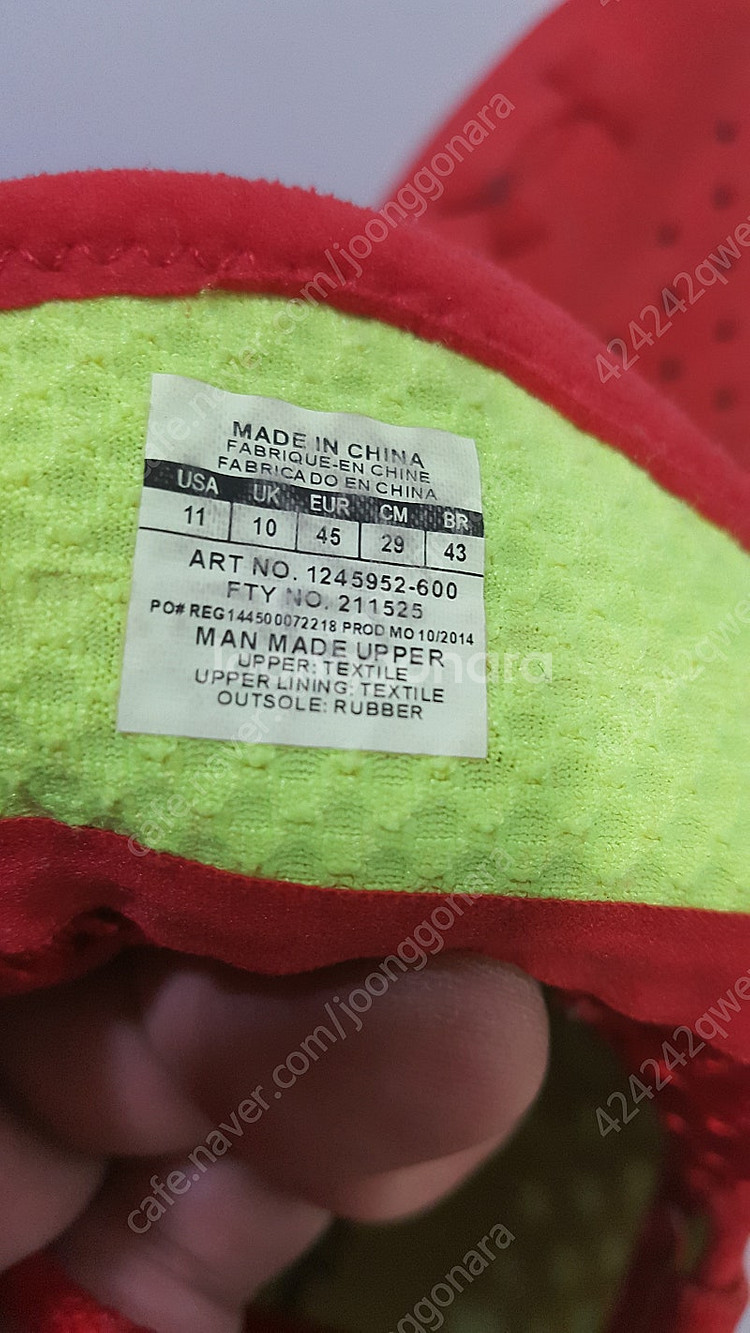 MADE IN CHINA
FABRIQUE-EN CHINE
FABRICADO EN CHINA
USA UK EUR CM BR
11 10 45 29 43
ART NO. 1245952-600
FTY NO. 211525
PO# REG144500072218 PROD MO 10/2014
MAN MADE UPPER
UPPER: TEXTILE
UPPER LINING: TEXTILE
OUTSOLE: RUBBER
joonggonara
cafe.naver.com/joonggonara
424242qwe
cafe.naver.com/joonggonara
424242qwe
cafe.naver.com/joonggonara
424242qwe